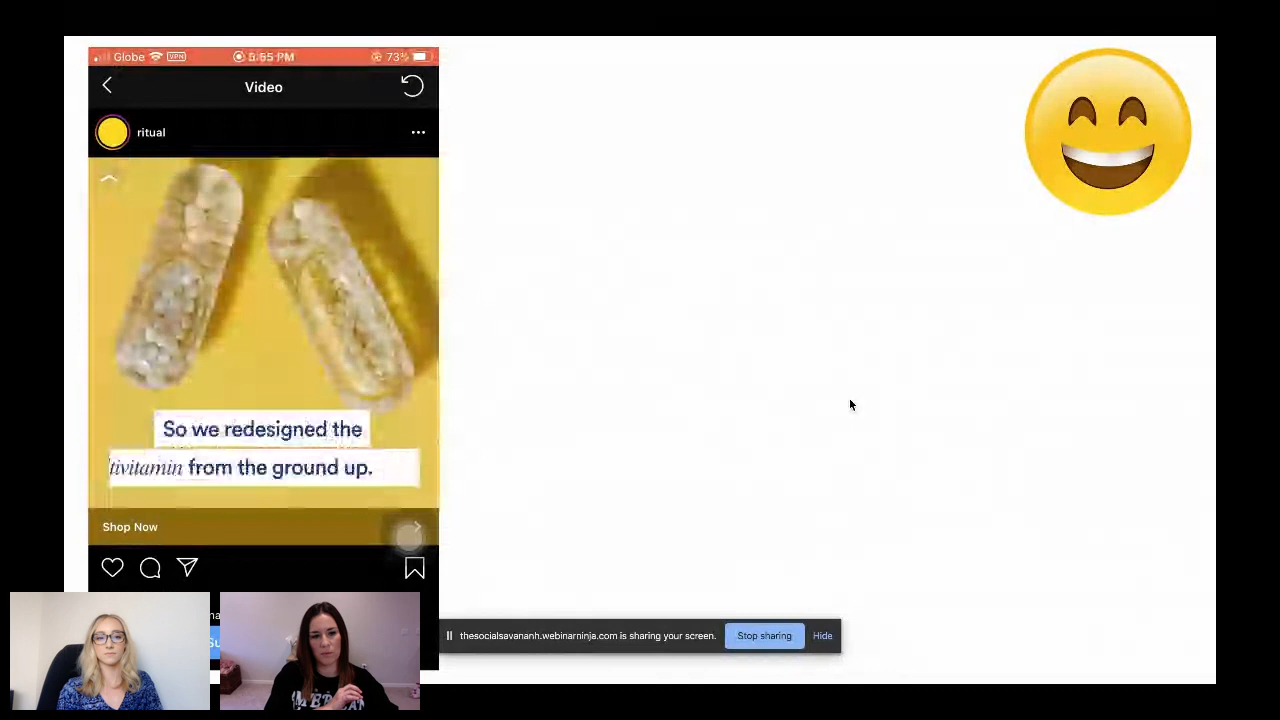 Globe VPN 5:55 PM 73%
Video
ritual
So we redesigned the
tivitamin from the ground up.
Shop Now
thesocialsavananh.webinarninja.com is sharing your screen. Stop sharing Hide